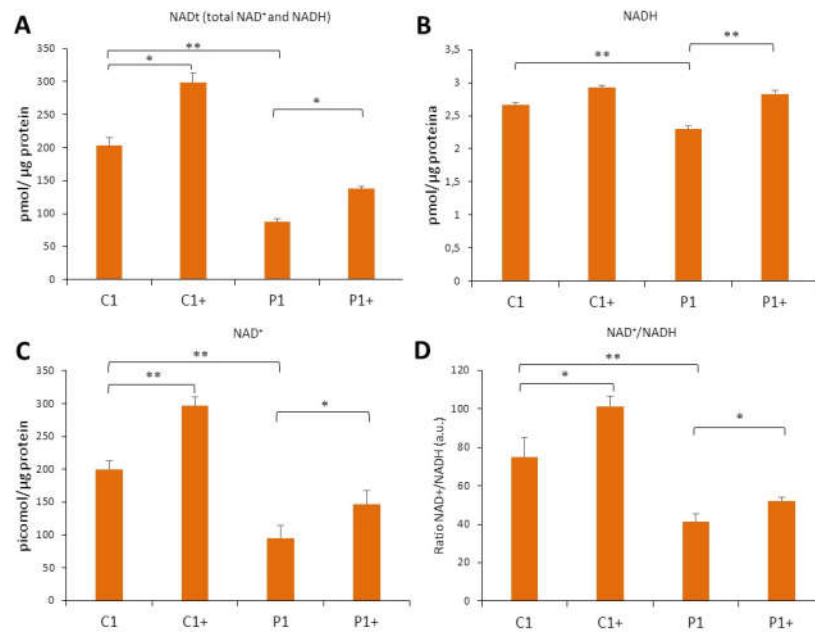 A
NADt (total NAD⁺ and NADH)
pmol/ µg protein
350
300
250
200
150
100
50
0
**
*
*
C1 C1+ P1 P1+
B
NADH
pmol/µg proteina
3,5
3
2,5
2
1,5
1
0,5
0
**
**
C1 C1+ P1 P1+
C
NAD⁺
picomol/µg protein
350
300
250
200
150
100
50
0
**
**
*
C1 C1+ P1 P1+
D
NAD⁺/NADH
Ratio NAD+/NADH (a.u.)
120
100
80
60
40
20
0
**
*
*
C1 C1+ P1 P1+